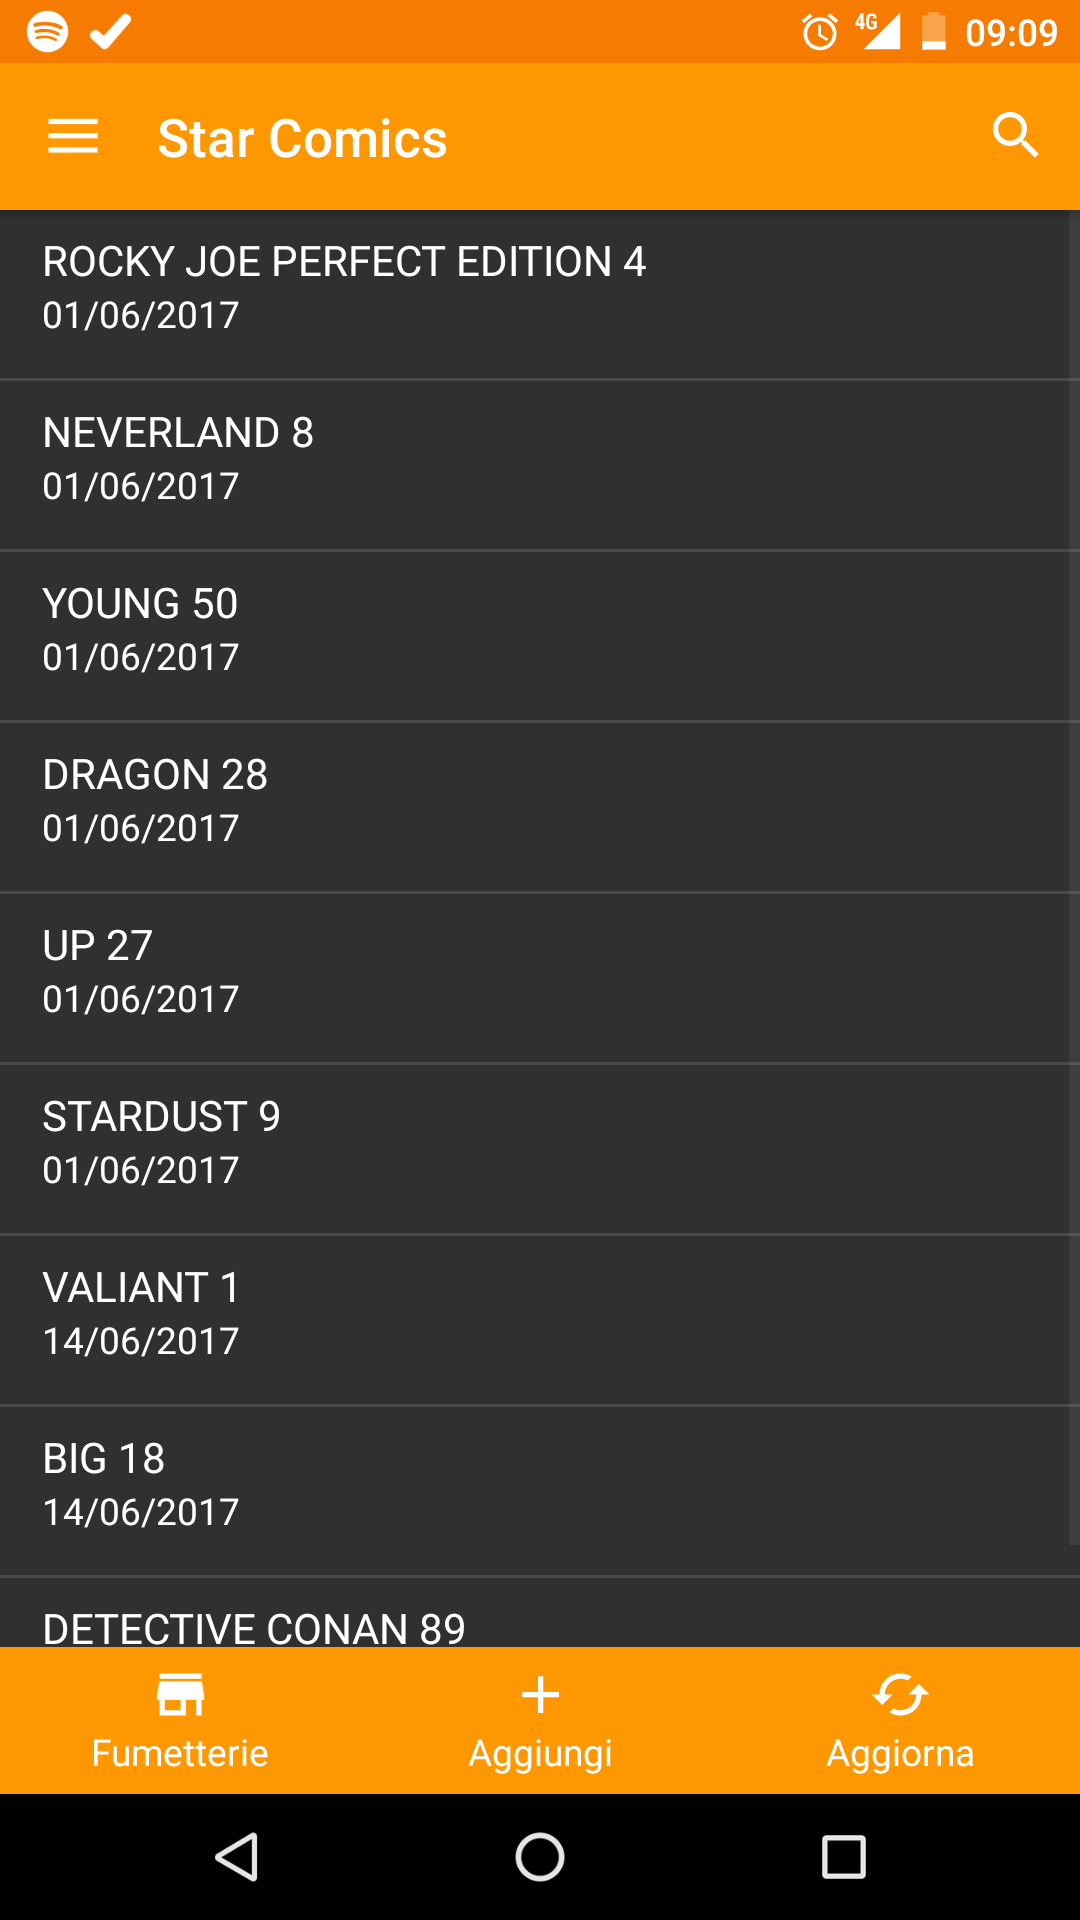 4G 09:09
Star Comics
ROCKY JOE PERFECT EDITION 4
01/06/2017
NEVERLAND 8
01/06/2017
YOUNG 50
01/06/2017
DRAGON 28
01/06/2017
UP 27
01/06/2017
STARDUST 9
01/06/2017
VALIANT 1
14/06/2017
BIG 18
14/06/2017
DETECTIVE CONAN 89
Fumetterie Aggiungi Aggiorna